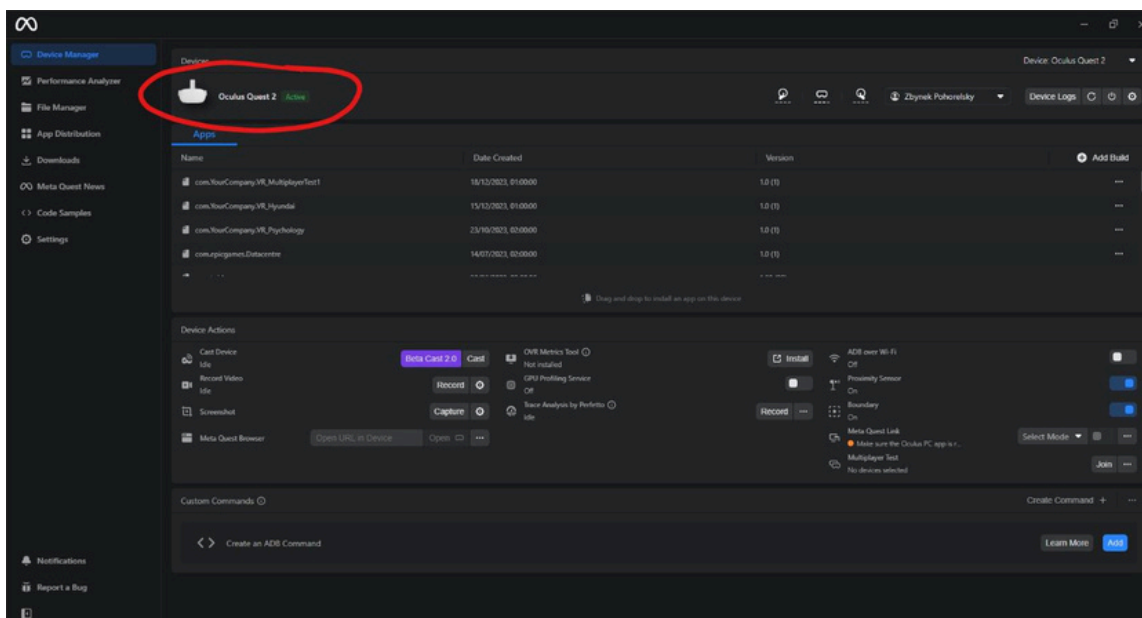 Device Manager
Performance Analyzer
File Manager
App Distribution
Downloads
Meta Quest News
Code Samples
Settings
Notifications
Report a Bug
Devices
Device: Oculus Quest 2
Oculus Quest 2 Active
Zbynek Pohorelsky
Device Logs
Apps
Name Date Created Version Add Build
com.YourCompany.VR_MultiplayerTest1 18/12/2023, 01:00:00 1.0 (1)
com.YourCompany.VR_Hyundai 15/12/2023, 01:00:00 1.0 (1)
com.YourCompany.VR_Psychology 23/10/2023, 02:00:00 1.0 (1)
com.epicgames.Datacentre 14/07/2023, 02:00:00 1.0 (1)
Drag and drop to install an app on this device
Device Actions
Cast Device
Idle
Beta Cast 2.0 Cast
Record Video
Idle
Record
Screenshot
Capture
Meta Quest Browser
Open URL in Device
Open
OVR Metrics Tool
Not installed
Install
GPU Profiling Service
Off
Trace Analysis by Perfetto
Idle
Record
ADB over Wi-Fi
Off
Proximity Sensor
On
Boundary
On
Meta Quest Link
Make sure the Oculus PC app is r...
Select Mode
Multiplayer Test
No devices selected
Join
Custom Commands
Create Command +
Create an ADB Command
Learn More
Add